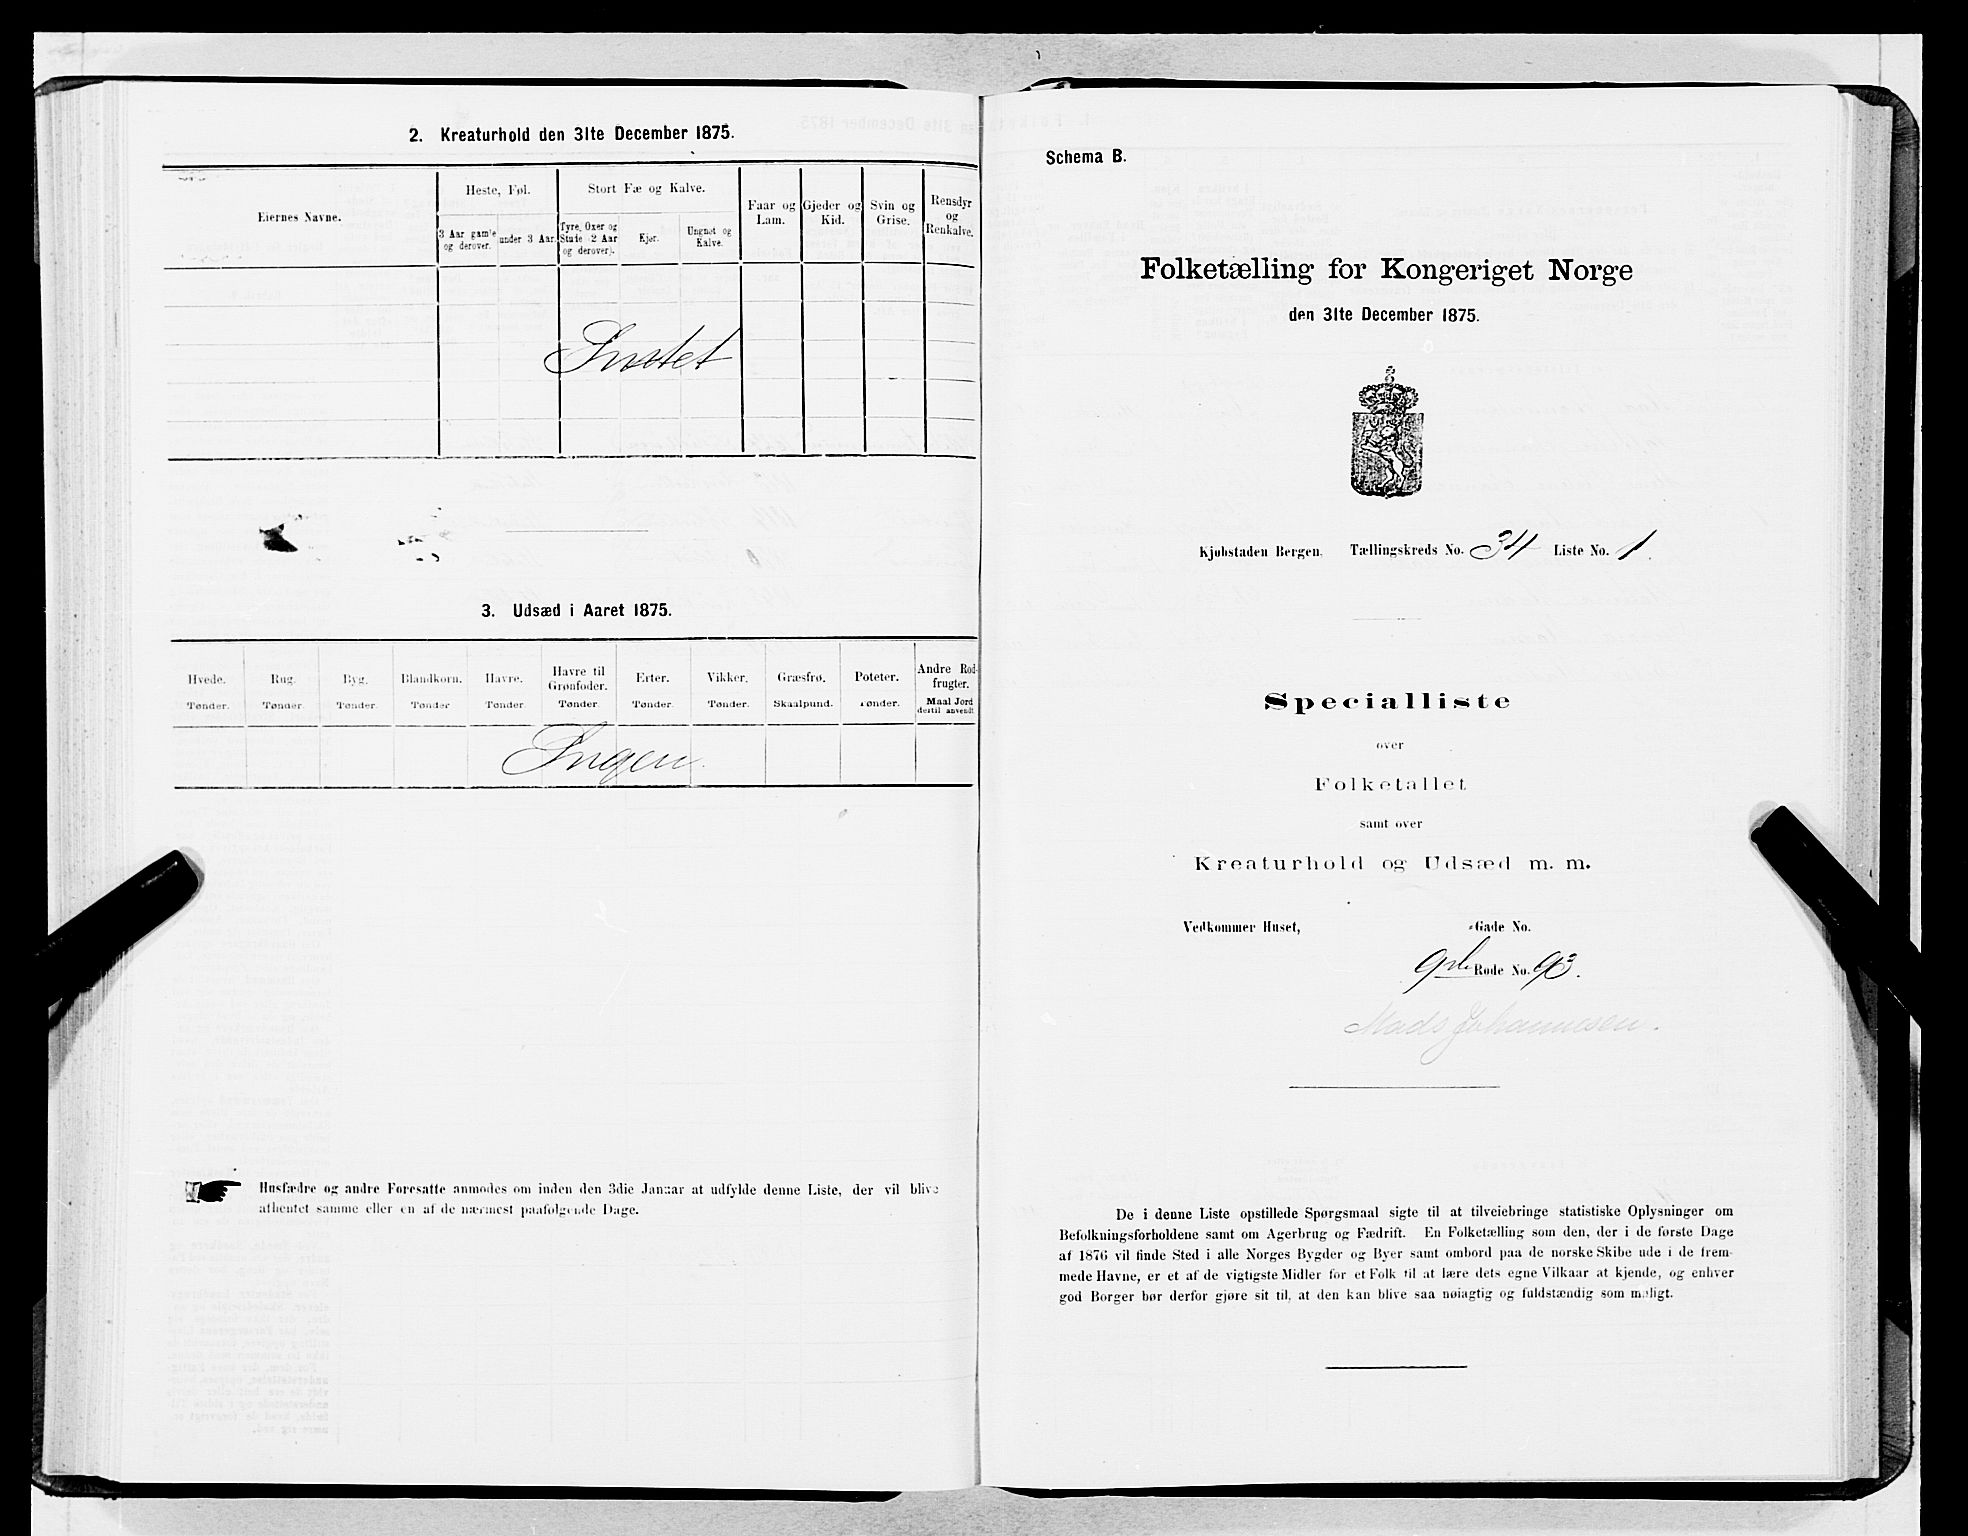 2. Kreaturhold den 31te December 1875.
Eiernes Navne.
Heste, Føl.
Stort Fæ og Kalve.
Faar og Lam.
Gjeder og Kid.
Svin og Grise.
Rensdyr og Renkalve.
3 Aar gamle og derover.
under 3 Aar.
Tyre, Oxer og Stude (2 Aar og derover).
Kjør.
Ungnøt og Kalve.
Intet
3. Udsæd i Aaret 1875.
Hvede. Rug. Byg. Blandkorn. Havre. Havre til Grønfoder. Erter. Vikker. Græsfrø. Poteter. Andre Rodfrugter.
Tønder. Tønder. Tønder. Tønder Tønder. Tønder. Tønder. Tønder. Skaalpund. Tønder. Maal Jord dertil anvendt
Ingen.
Husfædre og andre Foresatte anmodes om inden den 3die Januar at udfylde denne Liste, der vil blive
afhentet samme eller en af de nærmest paafølgende Dage.
Schema B.
Folketælling for Kongeriget Norge
den 31te December 1875.
Kjøbstaden Bergen. Tællingskreds No. 34 Liste No. 1.
Specialliste
over
Folketallet
samt over
Kreaturhold og Udsæd m. m.
Vedkommer Huset, Gade No.
9de Rode No. 93.
Mads Johannesen.
De i denne Liste opstillede Spørgsmaal sigte til at tilveiebringe statistiske Oplysninger om
Befolkningsforholdene samt om Agerbrug og Fædrift. En Folketælling som den, der i de første Dage
af 1876 vil finde Sted i alle Norges Bygder og Byer samt ombord paa de norske Skibe ude i de frem-
mede Havne, er et af de vigtigste Midler for et Folk til at lære dets egne Vilkaar at kjende, og enhver
god Borger bør derfor gjøre sit til, at den kan blive saa nøiagtig og fuldstændig som muligt.